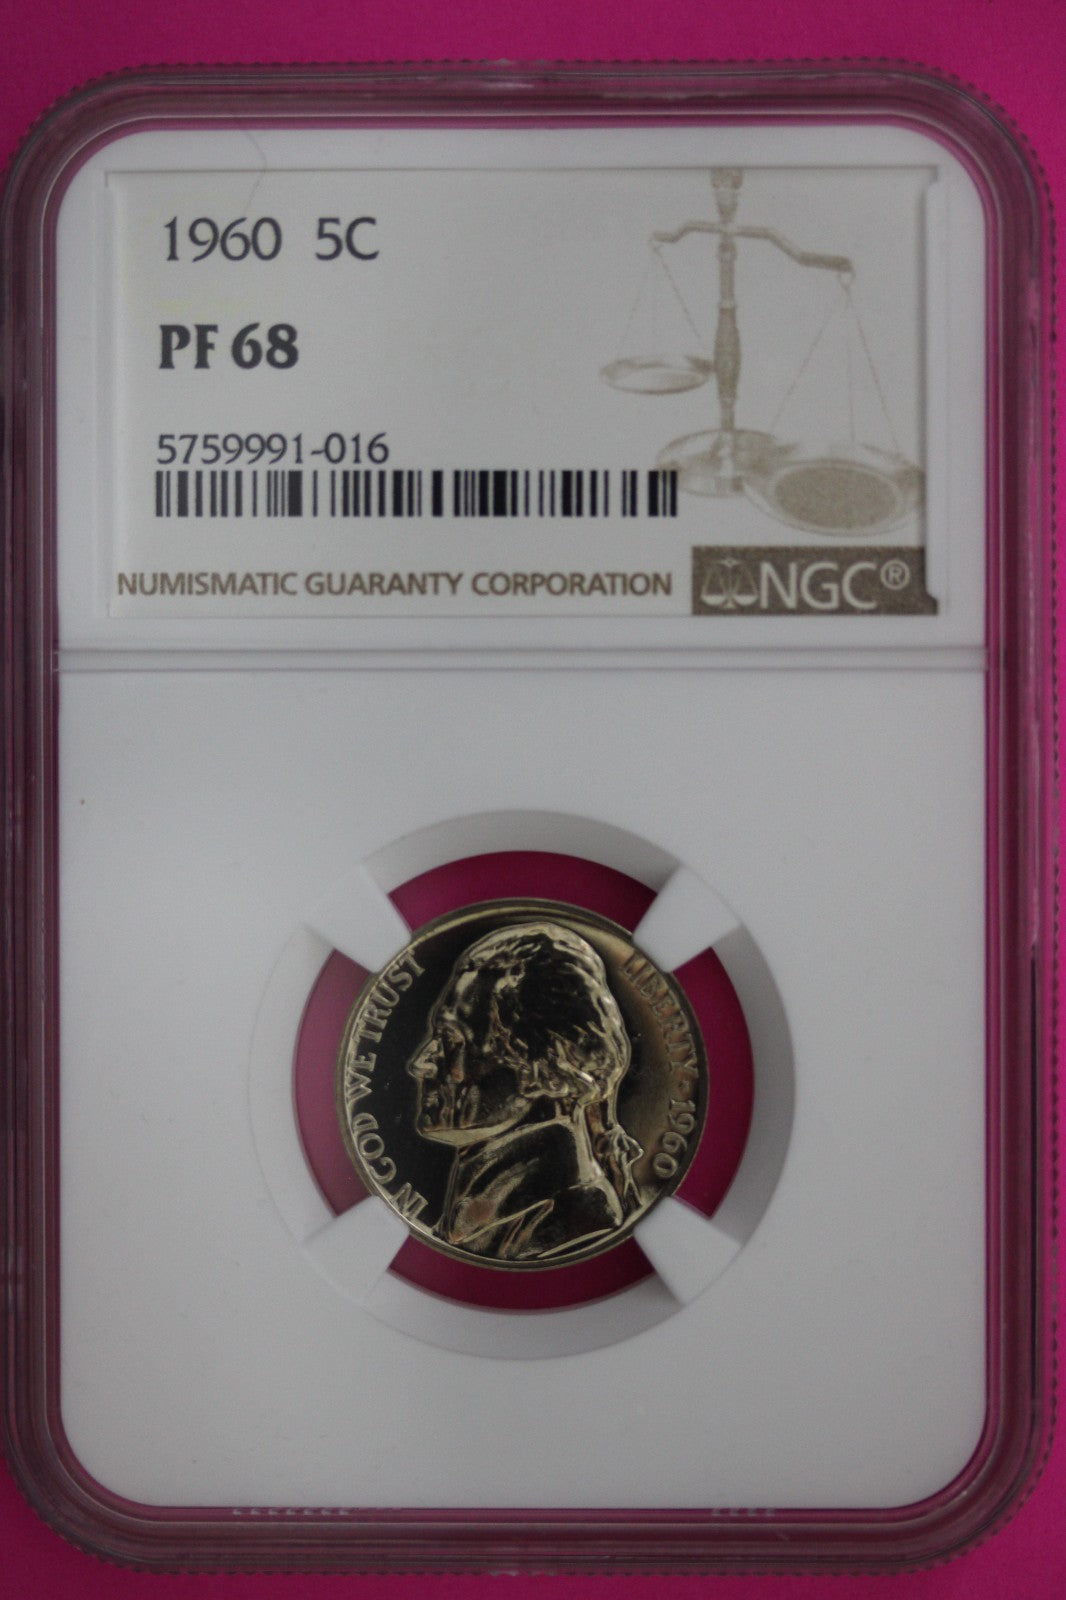 1960 5C
PF 68
5759991-016
NUMISMATIC GUARANTY CORPORATION
NGC®
IN GOD WE TRUST
LIBERTY · 1960